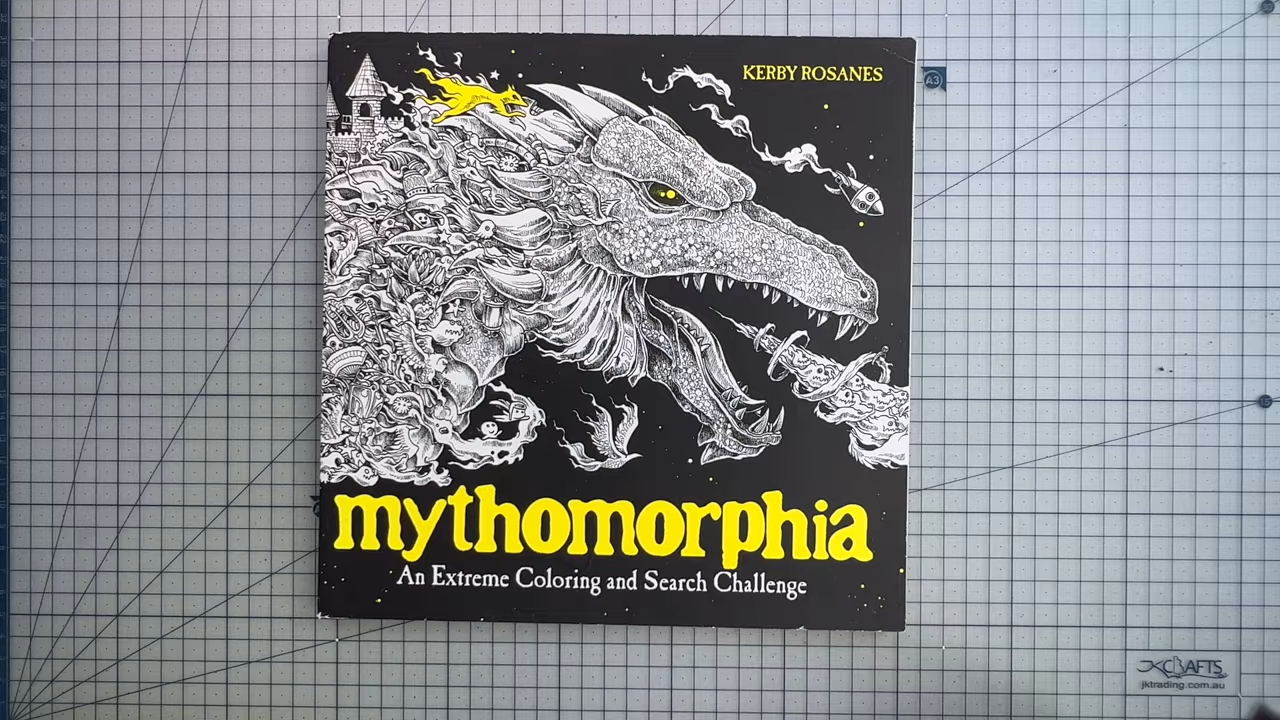 KERBY ROSANES
A3
mythomorphia
An Extreme Coloring and Search Challenge
JKCRAFTS
jktrading.com.au